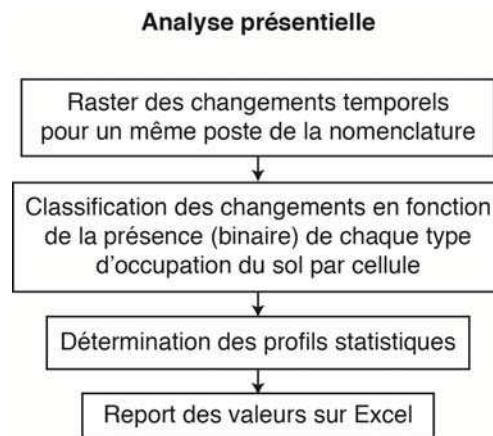 Analyse présentielle
Raster des changements temporels
pour un même poste de la nomenclature
Classification des changements en fonction
de la présence (binaire) de chaque type
d'occupation du sol par cellule
Détermination des profils statistiques
Report des valeurs sur Excel